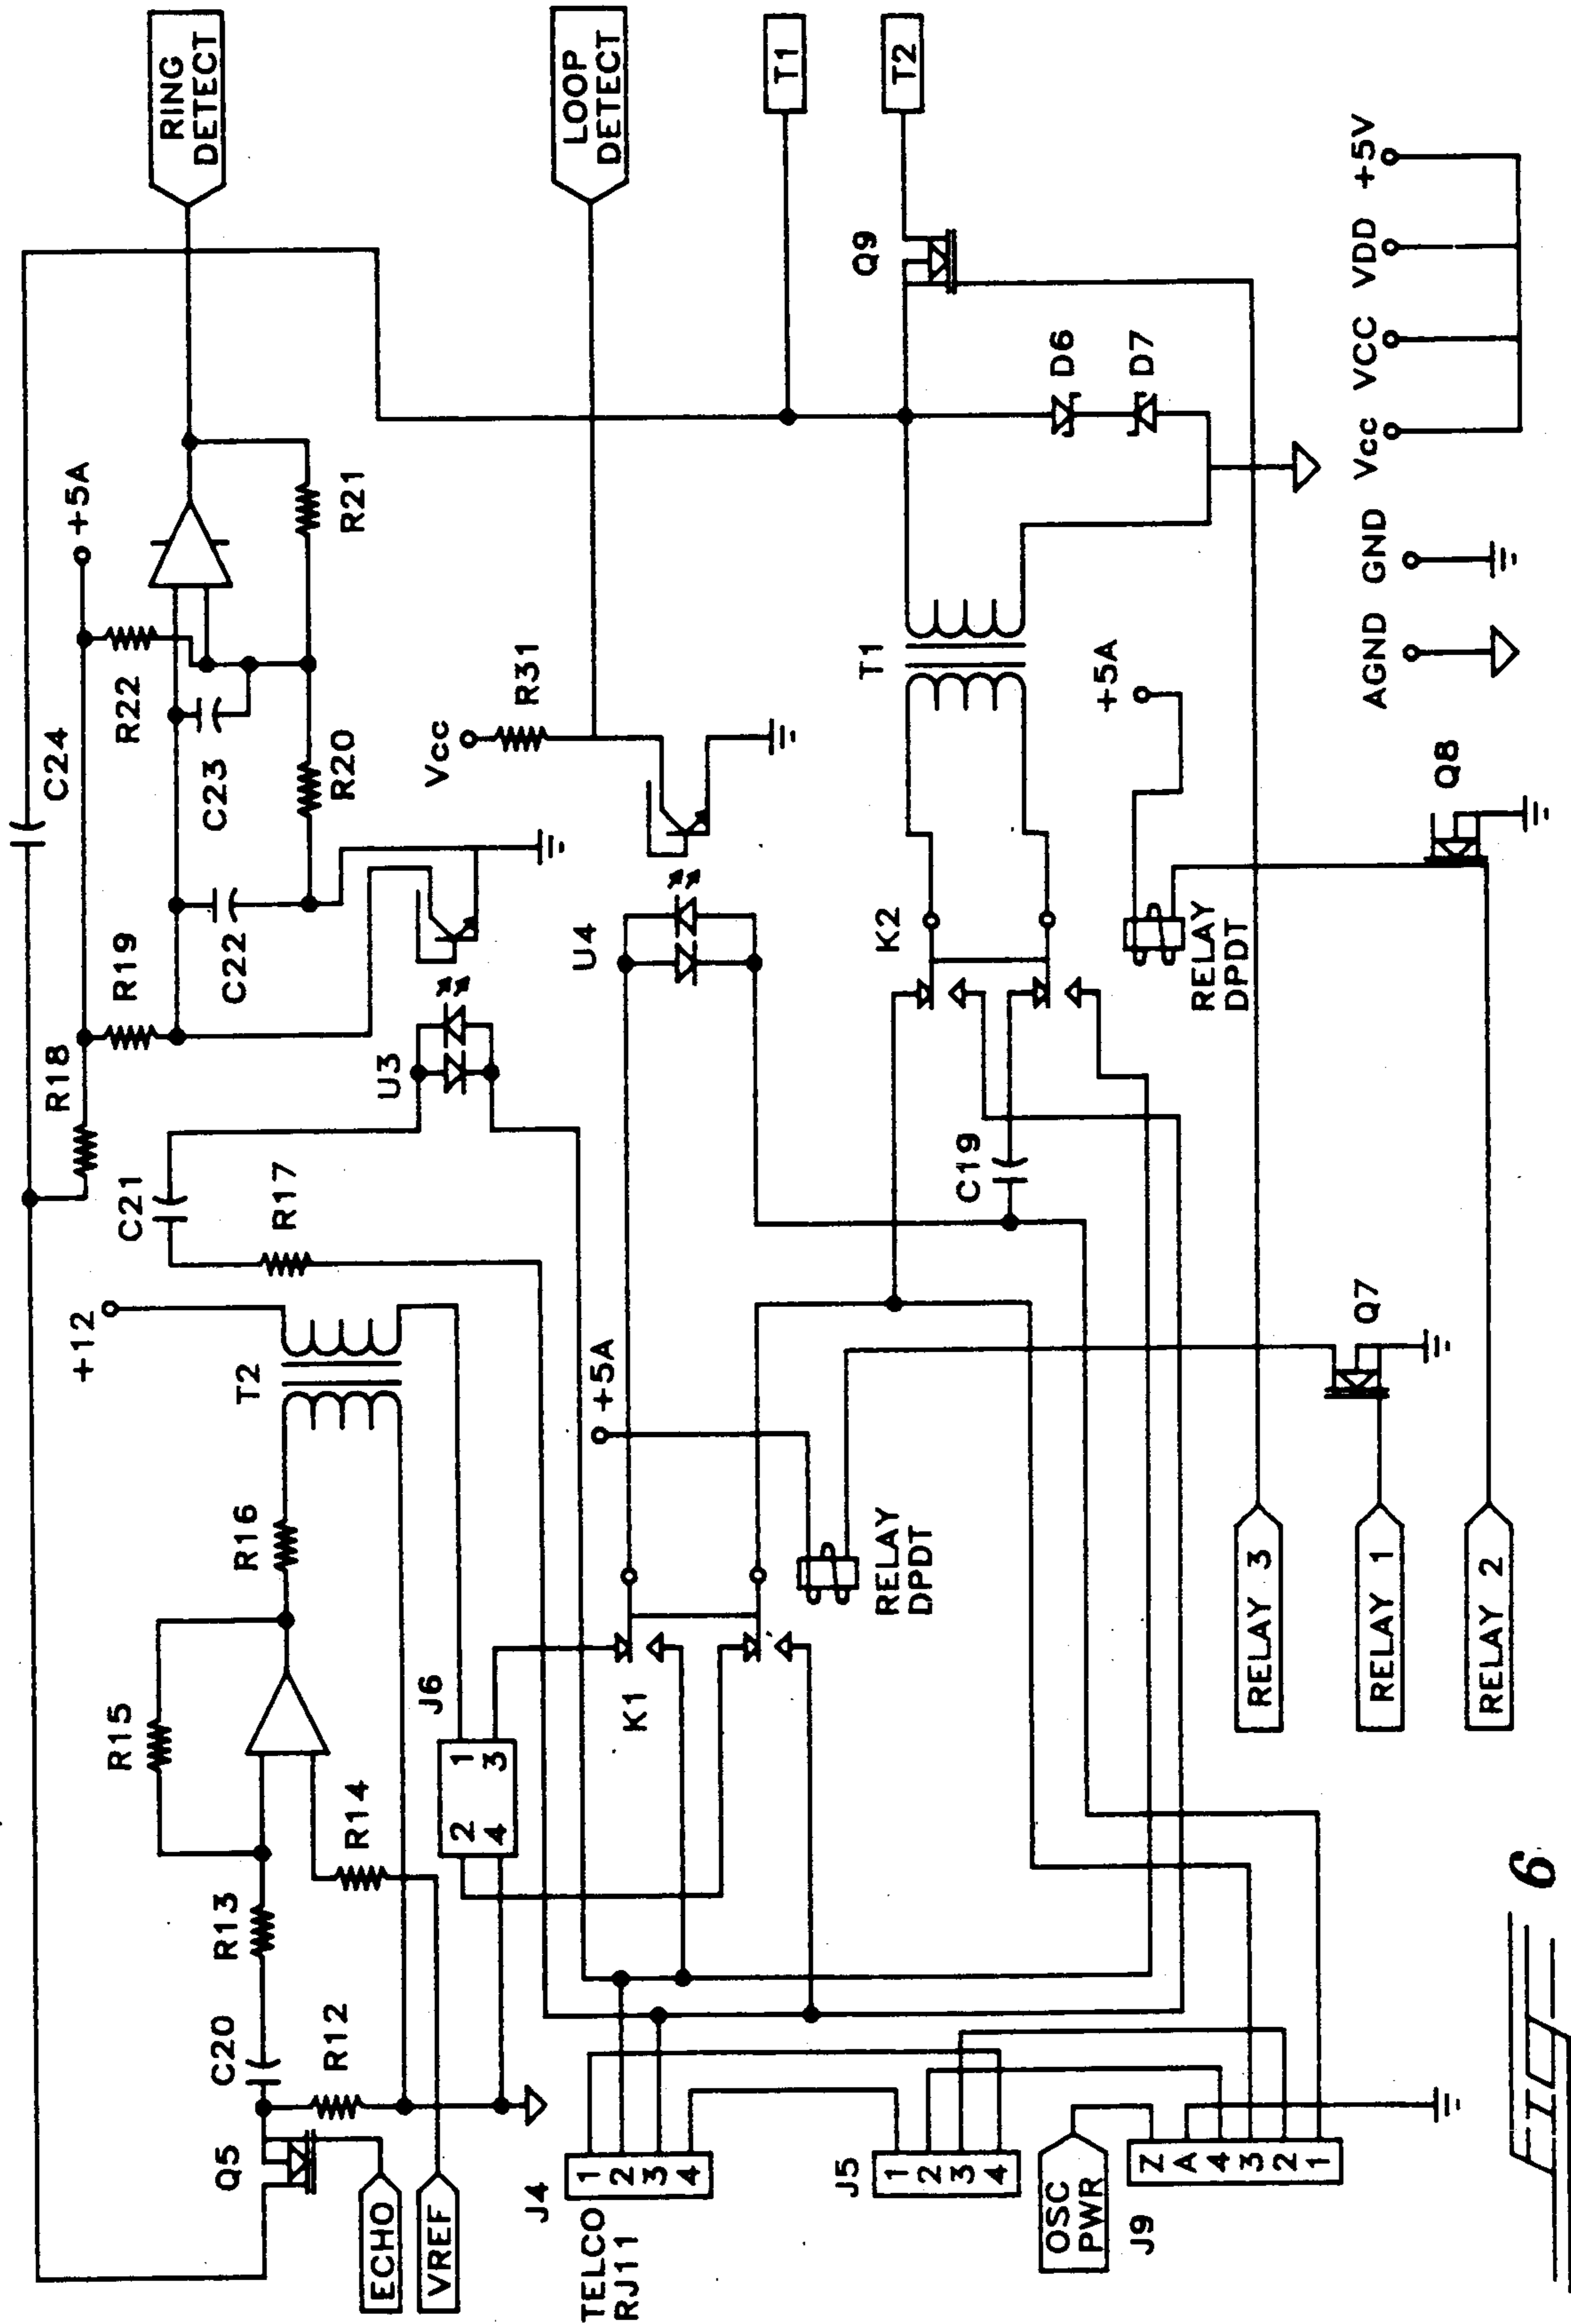 RING
DETECT
LOOP
DETECT
T1
T2
+5A
C24
R22
R21
R18
R19
C23
R20
C22
Vcc
R31
U3
U4
C21
R17
+12
T2
R16
R15
R14
R13
C20
R12
Q5
ECHO
VREF
J6
1
3
2
4
+5A
K1
RELAY
DPDT
K2
C19
T1
+5A
RELAY
DPDT
Q9
D6
D7
Q8
Q7
AGND
GND
Vcc
VCC
VDD
+5V
J4
TELCO
RJ11
1
2
3
4
J5
1
2
3
4
OSC
PWR
J9
Z
A
4
3
2
1
RELAY 3
RELAY 1
RELAY 2
FIG 6